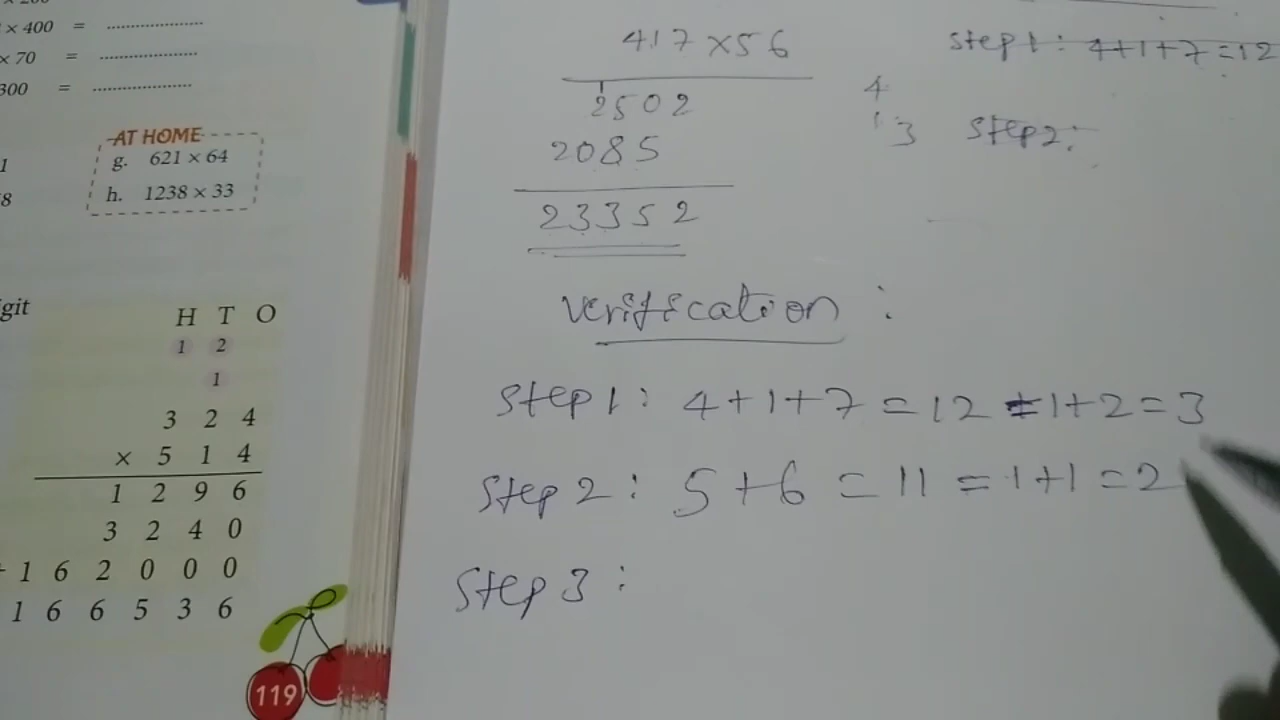 × 400 = ....................
× 70 = ....................
300 = ....................
1
8
AT HOME
g. 621 × 64
h. 1238 × 33
git
H T O
1 2
1
3 2 4
× 5 1 4
1 2 9 6
3 2 4 0
+ 1 6 2 0 0 0
1 6 6 5 3 6
119
417 × 56
2502
2085
23352
verification :
Step 1 : 4+1+7 = 12 = 1+2 = 3
Step 2 : 5+6 = 11 = 1+1 = 2
Step 3 :
4
1 3
Step 1 : 4+1+7 = 12
Step 2 :